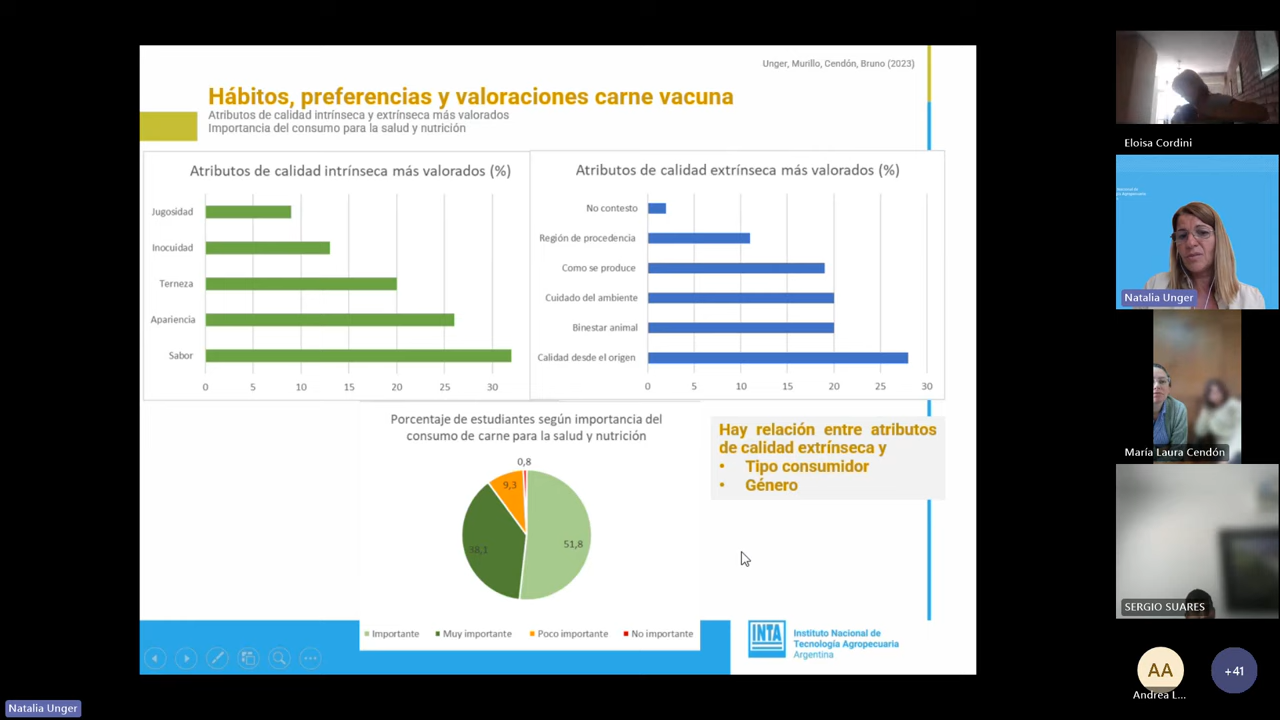 Unger, Murillo, Cendón, Bruno (2023)
Hábitos, preferencias y valoraciones carne vacuna
Atributos de calidad intrínseca y extrínseca más valorados
Importancia del consumo para la salud y nutrición
Atributos de calidad intrínseca más valorados (%)
Jugosidad
Inocuidad
Terneza
Apariencia
Sabor
0 5 10 15 20 25 30
Atributos de calidad extrínseca más valorados (%)
No contesto
Región de procedencia
Como se produce
Cuidado del ambiente
Binestar animal
Calidad desde el origen
0 5 10 15 20 25 30
Porcentaje de estudiantes según importancia del
consumo de carne para la salud y nutrición
0,8
9,3
38,1
51,8
Importante Muy importante Poco importante No importante
Hay relación entre atributos
de calidad extrínseca y
• Tipo consumidor
• Género
INTA
Instituto Nacional de
Tecnología Agropecuaria
Argentina
Natalia Unger
Eloisa Cordini
Natalia Unger
María Laura Cendón
SERGIO SUARES
AA
Andrea L...
+41